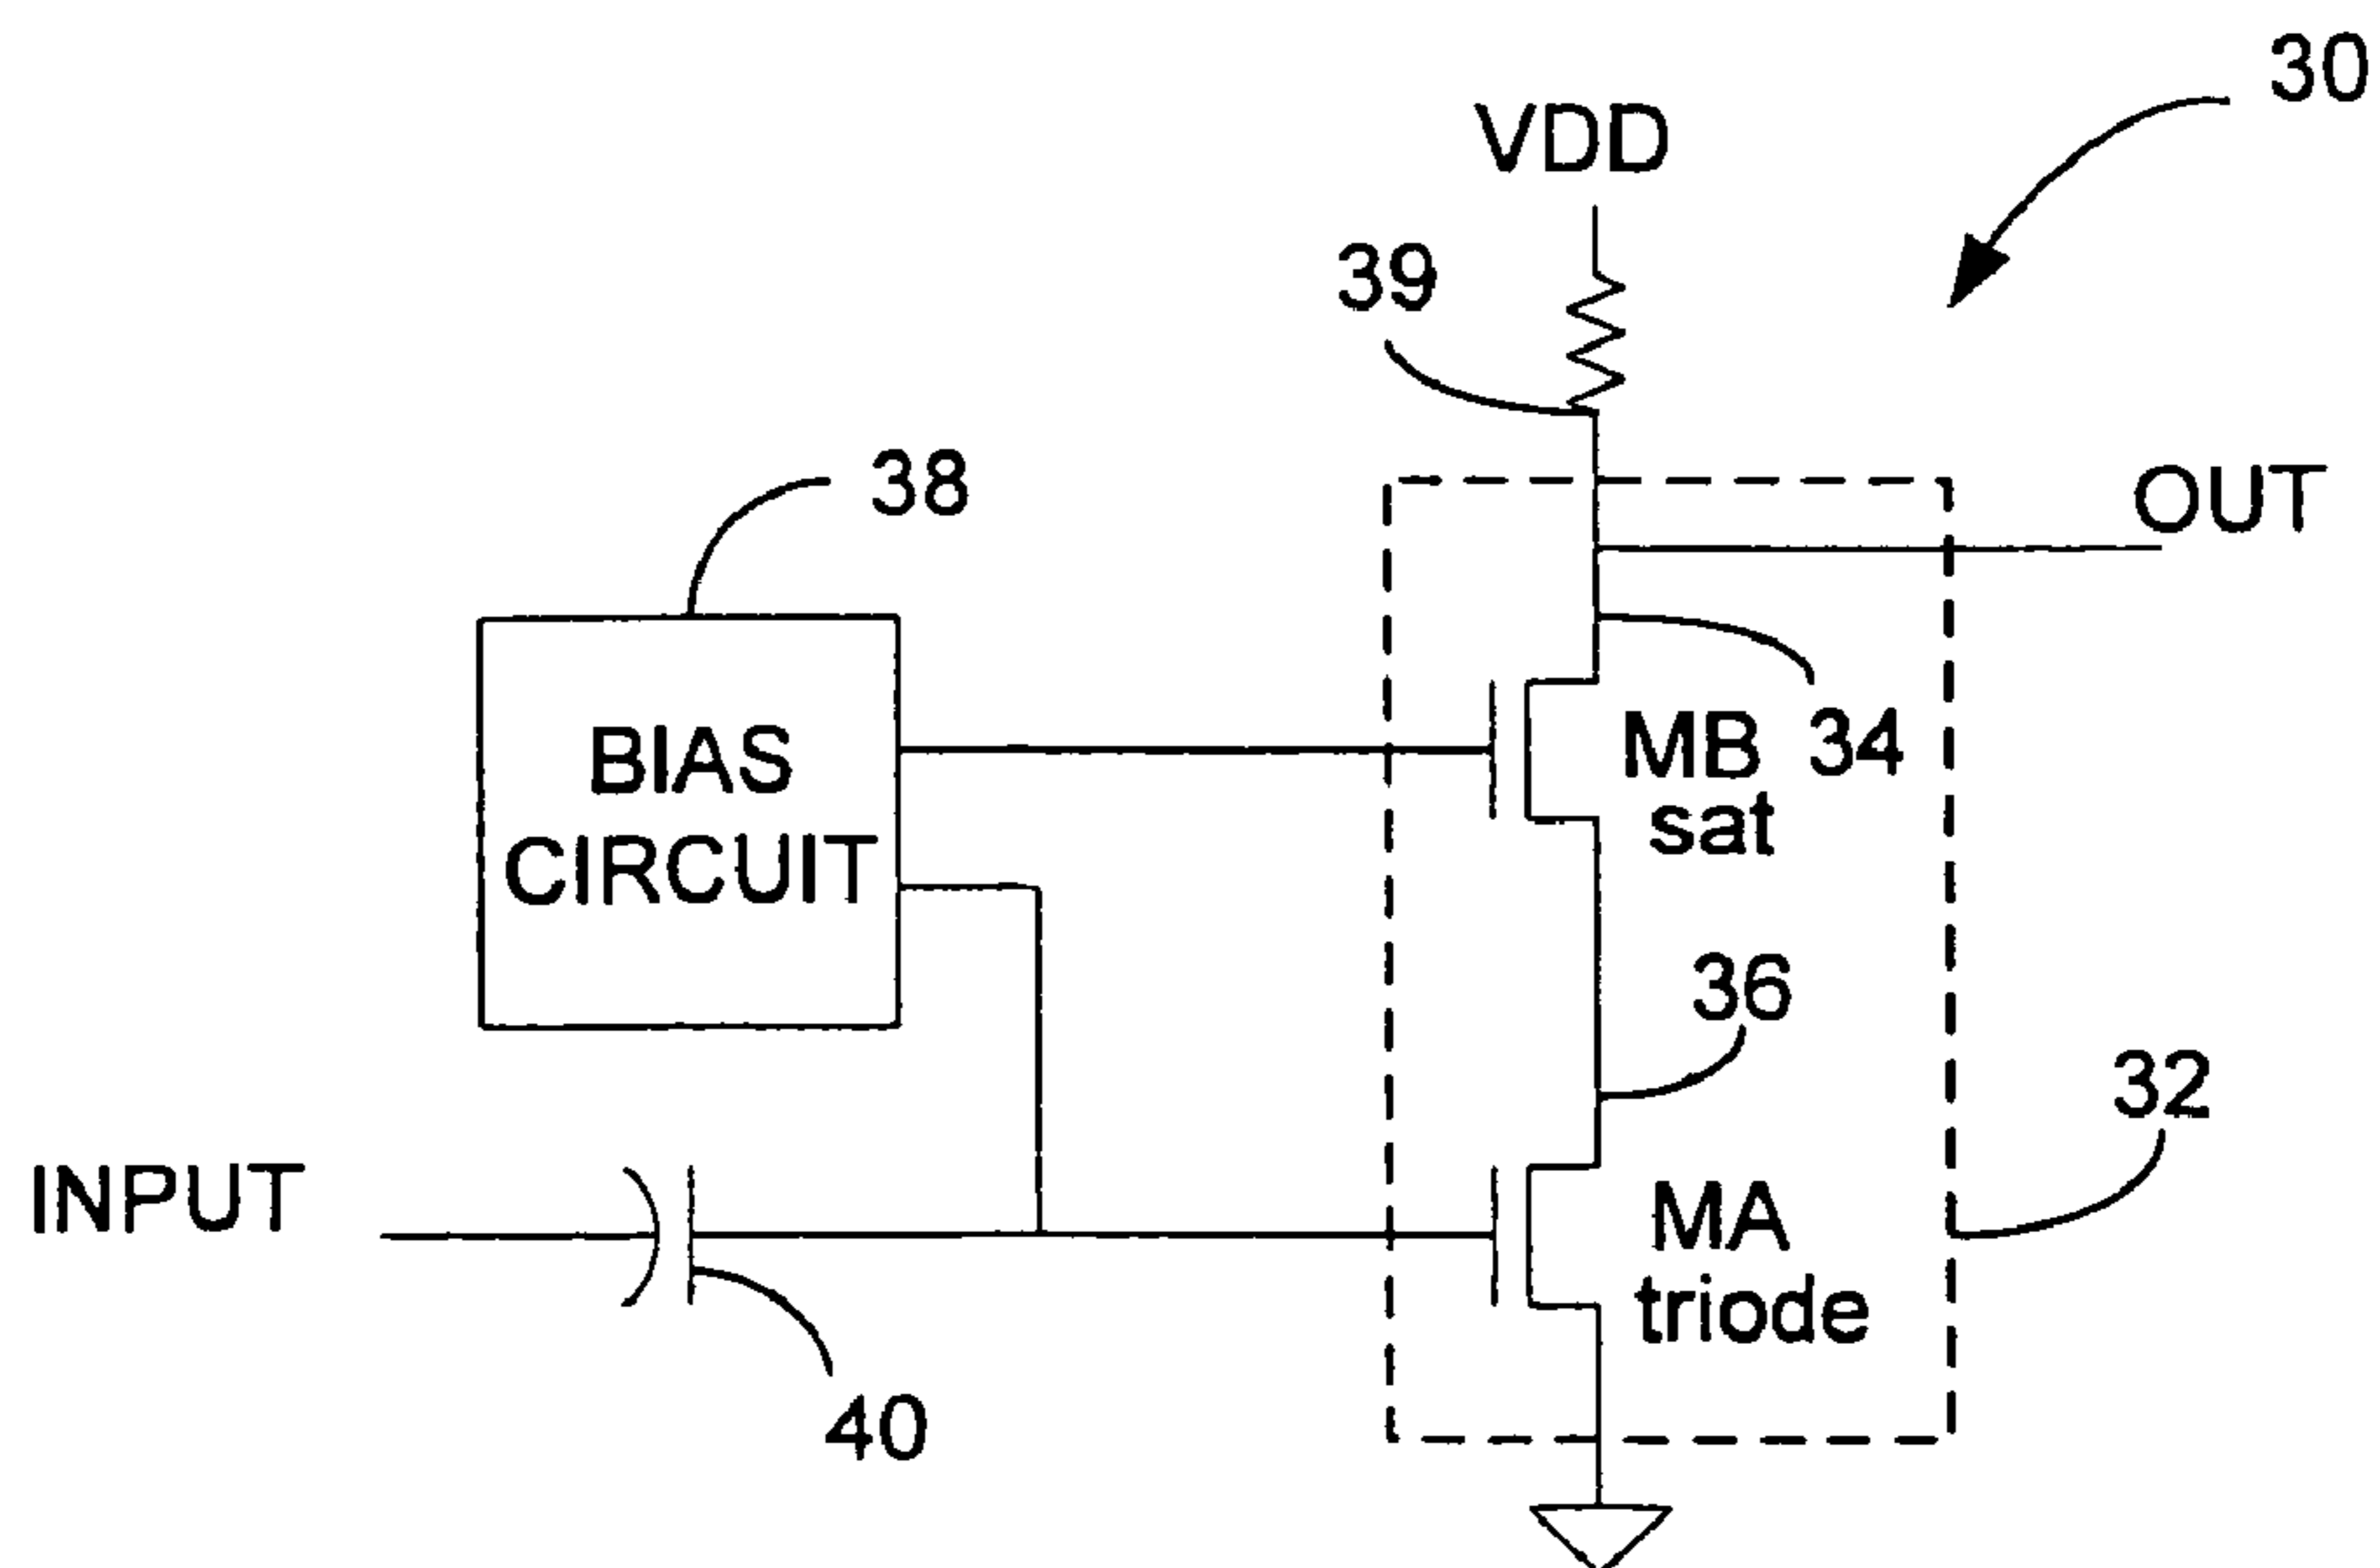 30
VDD
39
38
OUT
BIAS
CIRCUIT
MB
sat
34
36
32
INPUT
MA
triode
40